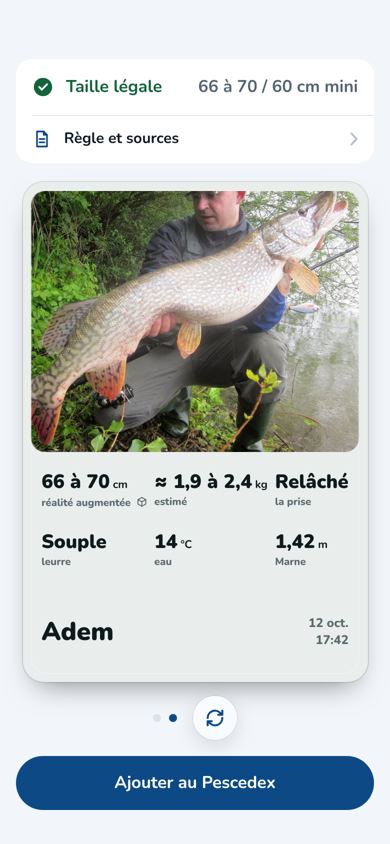 Taille légale 66 à 70 / 60 cm mini
Règle et sources
66 à 70 cm ≈ 1,9 à 2,4 kg Relâché
réalité augmentée estimé la prise
Souple 14 °C 1,42 m
leurre eau Marne
12 oct.
Adem
17:42
Ajouter au Pescedex